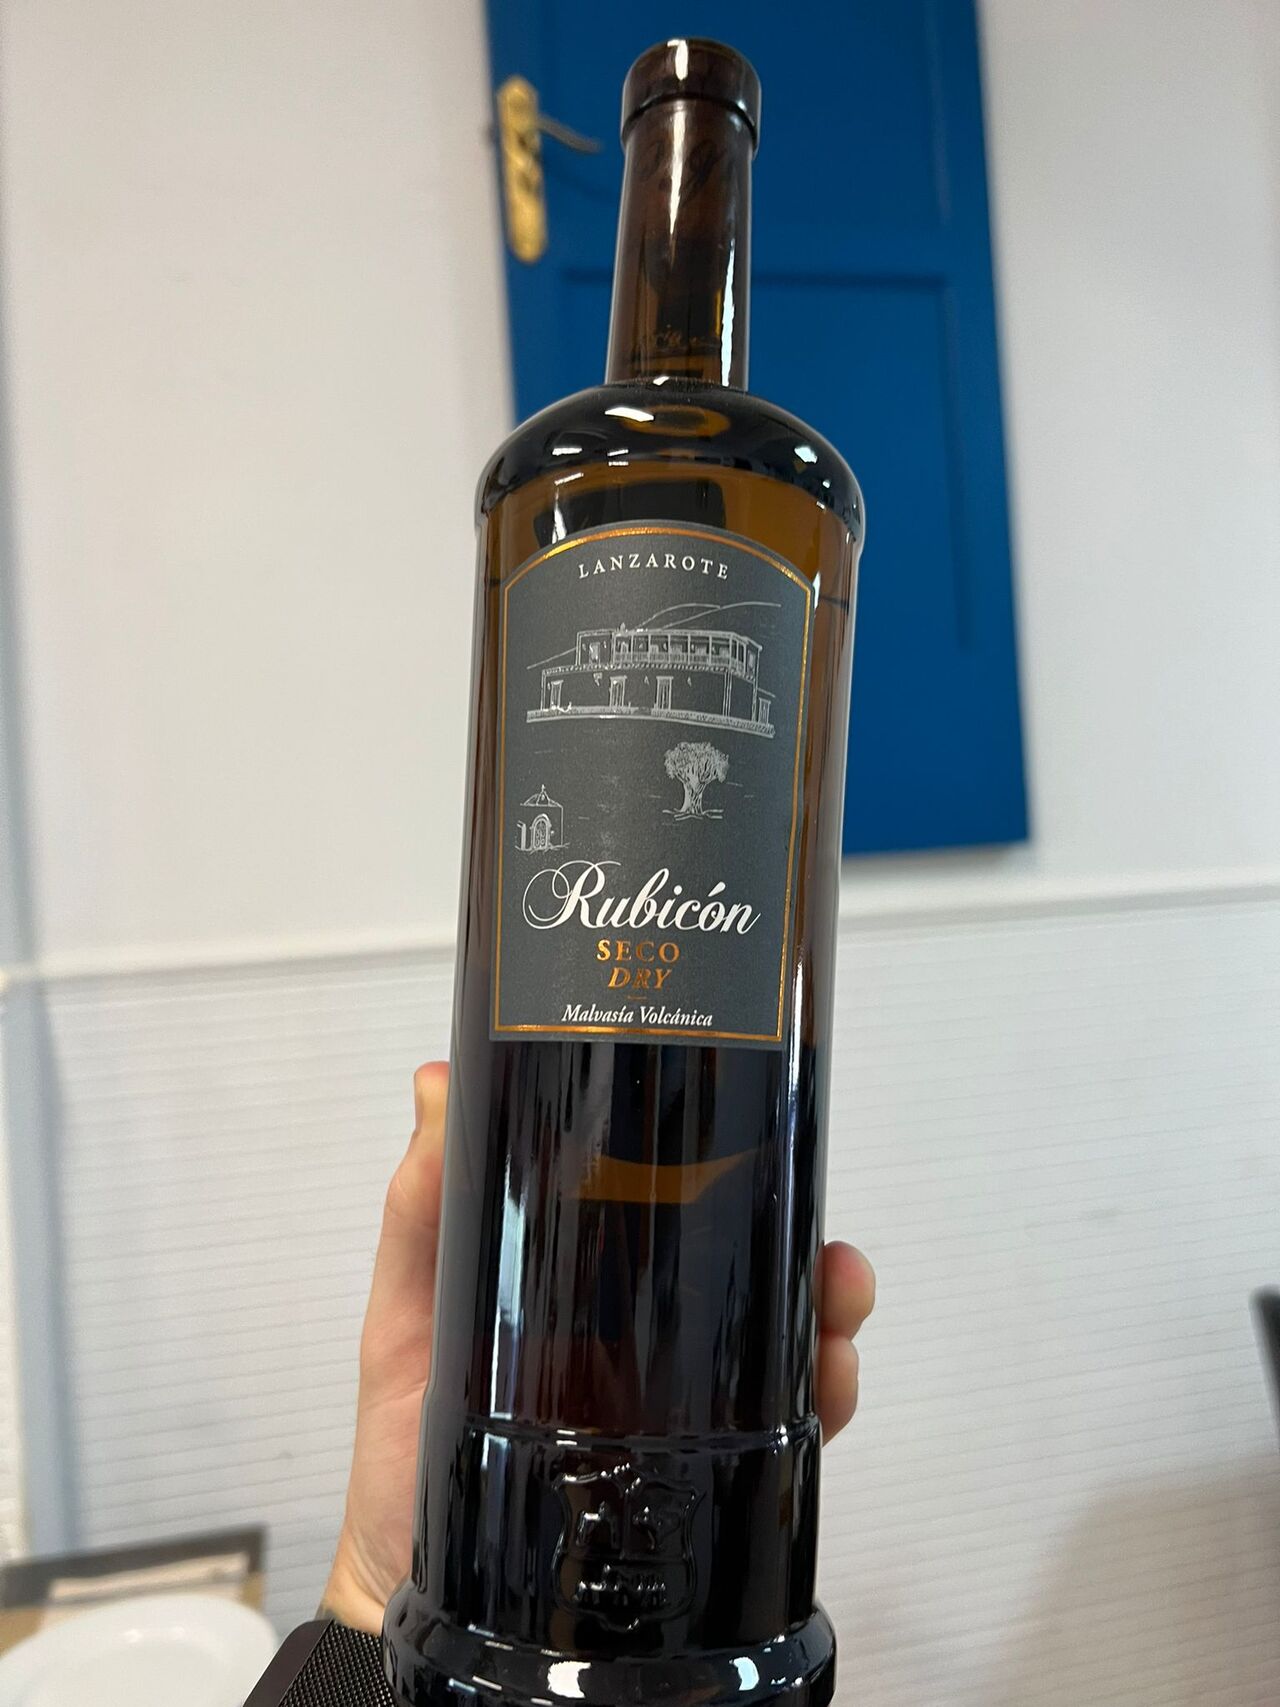 LANZAROTE
Rubicón
SECO
DRY
Malvasía Volcánica